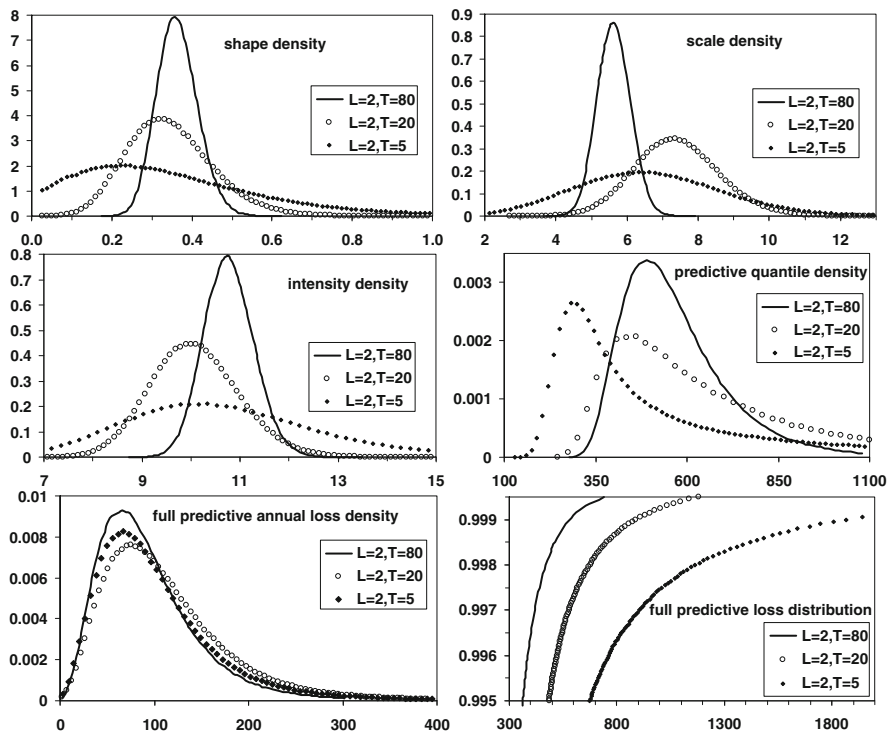 8
7
6
5
4
3
2
1
0
shape density
L=2,T=80
L=2,T=20
L=2,T=5
0.0 0.2 0.4 0.6 0.8 1.0
0.9
0.8
0.7
0.6
0.5
0.4
0.3
0.2
0.1
0
scale density
L=2,T=80
L=2,T=20
L=2,T=5
2 4 6 8 10 12
0.8
0.7
0.6
0.5
0.4
0.3
0.2
0.1
0
intensity density
L=2,T=80
L=2,T=20
L=2,T=5
7 9 11 13 15
0.003
0.002
0.001
0
predictive quantile density
L=2,T=80
L=2,T=20
L=2,T=5
100 350 600 850 1100
0.01
0.008
0.006
0.004
0.002
0
full predictive annual loss density
L=2,T=80
L=2,T=20
L=2,T=5
0 100 200 300 400
0.999
0.998
0.997
0.996
0.995
full predictive loss distribution
L=2,T=80
L=2,T=20
L=2,T=5
300 800 1300 1800